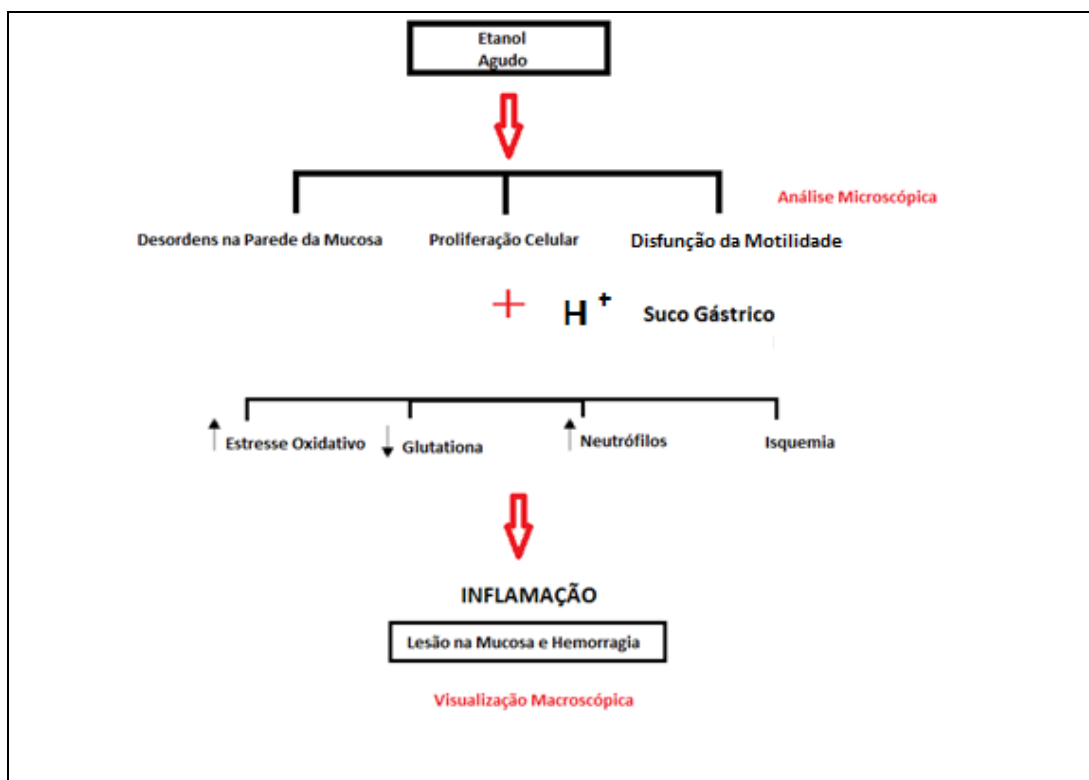 Etanol
Agudo
Análise Microscópica
Desordens na Parede da Mucosa
Proliferação Celular
Disfunção da Motilidade
+ H + Suco Gástrico
Estresse Oxidativo
Glutationa
Neutrófilos
Isquemia
INFLAMAÇÃO
Lesão na Mucosa e Hemorragia
Visualização Macroscópica